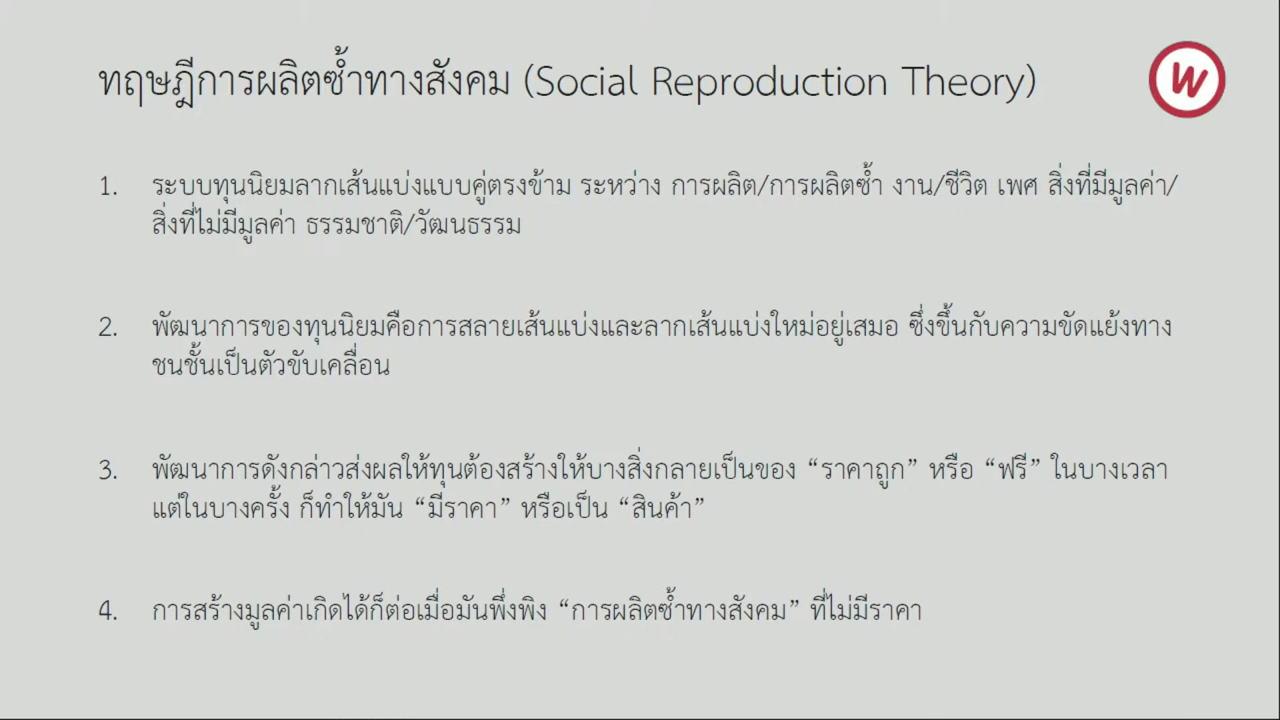 ทฤษฎีการผลิตซ้ำทางสังคม (Social Reproduction Theory)
W
1. ระบบทุนนิยมลากเส้นแบ่งแบบคู่ตรงข้าม ระหว่าง การผลิต/การผลิตซ้ำ งาน/ชีวิต เพศ สิ่งที่มีมูลค่า/
สิ่งที่ไม่มีมูลค่า ธรรมชาติ/วัฒนธรรม
2. พัฒนาการของทุนนิยมคือการสลายเส้นแบ่งและลากเส้นแบ่งใหม่อยู่เสมอ ซึ่งขึ้นกับความขัดแย้งทาง
ชนชั้นเป็นตัวขับเคลื่อน
3. พัฒนาการดังกล่าวส่งผลให้ทุนต้องสร้างให้บางสิ่งกลายเป็นของ “ราคาถูก” หรือ “ฟรี” ในบางเวลา
แต่ในบางครั้ง ก็ทำให้มัน “มีราคา” หรือเป็น “สินค้า”
4. การสร้างมูลค่าเกิดได้ก็ต่อเมื่อมันพึ่งพิง “การผลิตซ้ำทางสังคม” ที่ไม่มีราคา